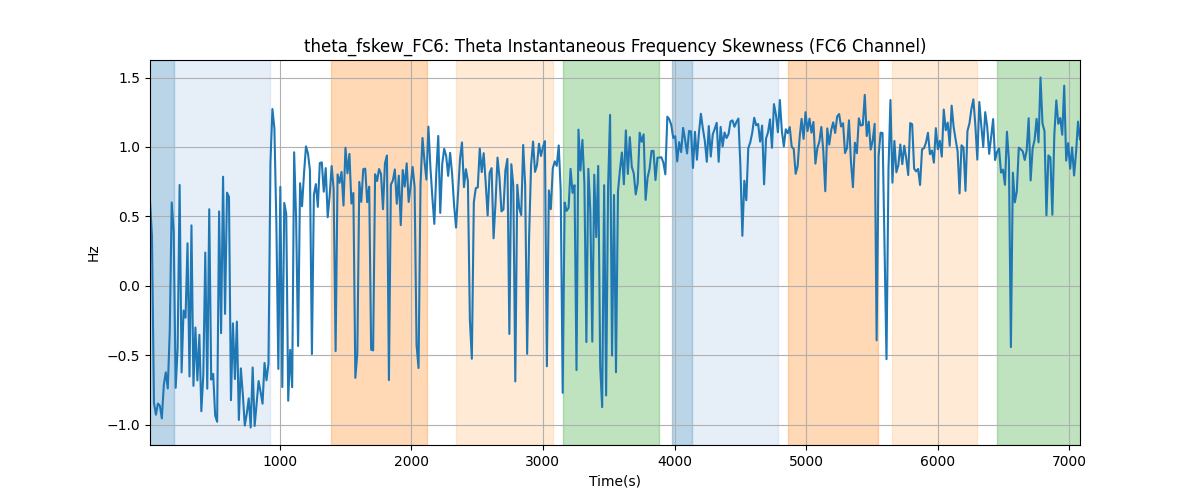 theta_fskew_FC6: Theta Instantaneous Frequency Skewness (FC6 Channel)
1.5
1.0
0.5
0.0
−0.5
−1.0
Hz
1000 2000 3000 4000 5000 6000 7000
Time(s)